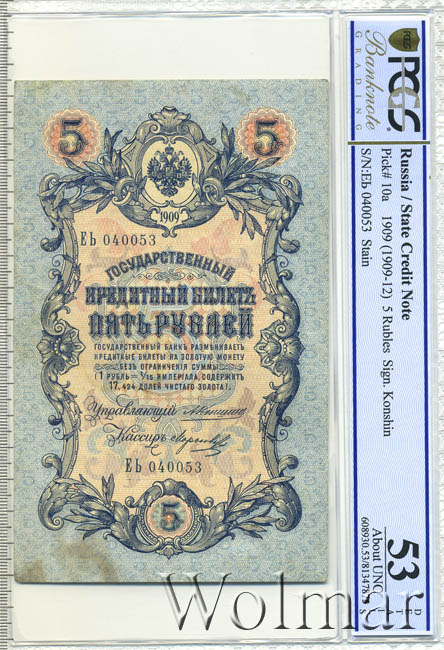 5 5
1909
ЕЬ 040053
ГОСУДАРСТВЕННЫЙ
КРЕДИТНЫЙ БИЛЕТЪ
ПЯТЬ РУБЛЕЙ
ГОСУДАРСТВЕННЫЙ БАНКЪ РАЗМѢНИВАЕТЪ
КРЕДИТНЫЕ БИЛЕТЫ НА ЗОЛОТУЮ МОНЕТУ
БЕЗЪ ОГРАНИЧЕНІЯ СУММЫ
(1 РУБЛЬ = 1/15 ИМПЕРІАЛА, СОДЕРЖИТЪ
17,424 ДОЛЕЙ ЧИСТАГО ЗОЛОТА).
Управляющій
Кассиръ
ЕЬ 040053
5
PCGS
Banknote
GRADING
Russia / State Credit Note
Pick# 10a 1909 (1909-12) 5 Rubles Sign. Konshin
S/N:ЕЬ 040053 Stain
53
About UNC
Wolmar